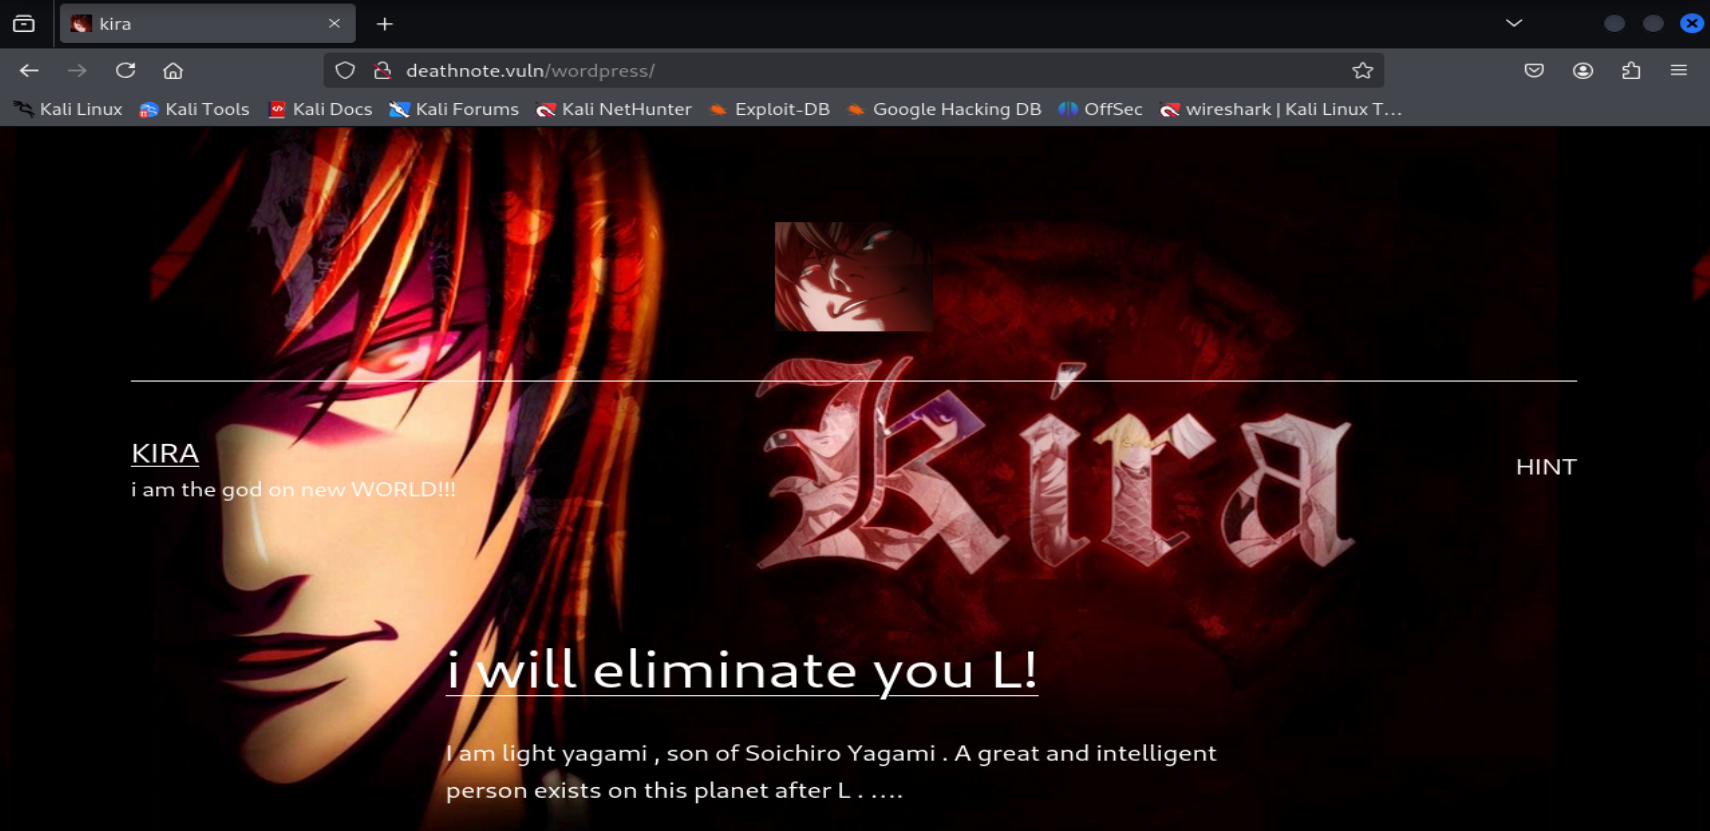 kira
deathnote.vuln/wordpress/
Kali Linux Kali Tools Kali Docs Kali Forums Kali NetHunter Exploit-DB Google Hacking DB OffSec wireshark | Kali Linux T…
Kira
KIRA
i am the god on new WORLD!!!
HINT
i will eliminate you L!
I am light yagami , son of Soichiro Yagami . A great and intelligent
person exists on this planet after L . ….